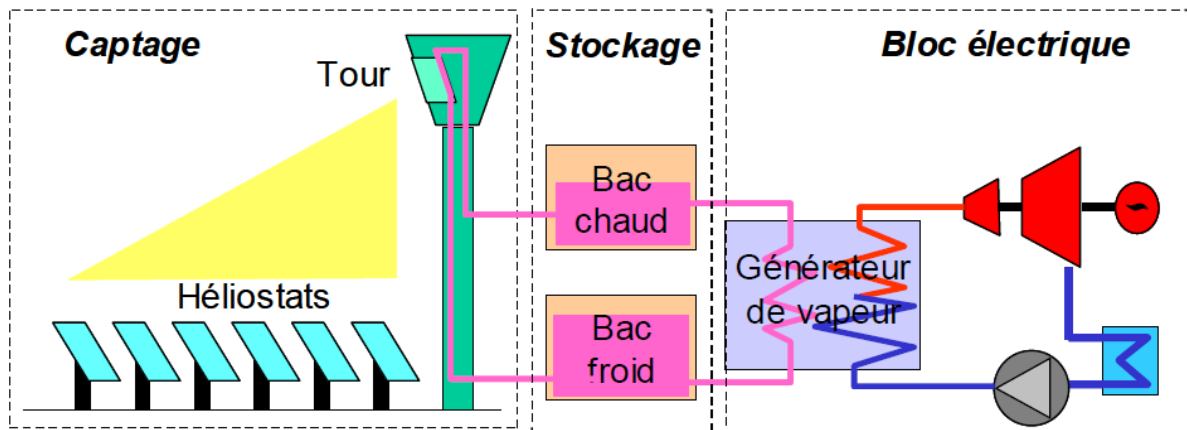 Captage
Tour
Héliostats
Stockage
Bac
chaud
Bac
froid
Bloc électrique
Générateur
de vapeur